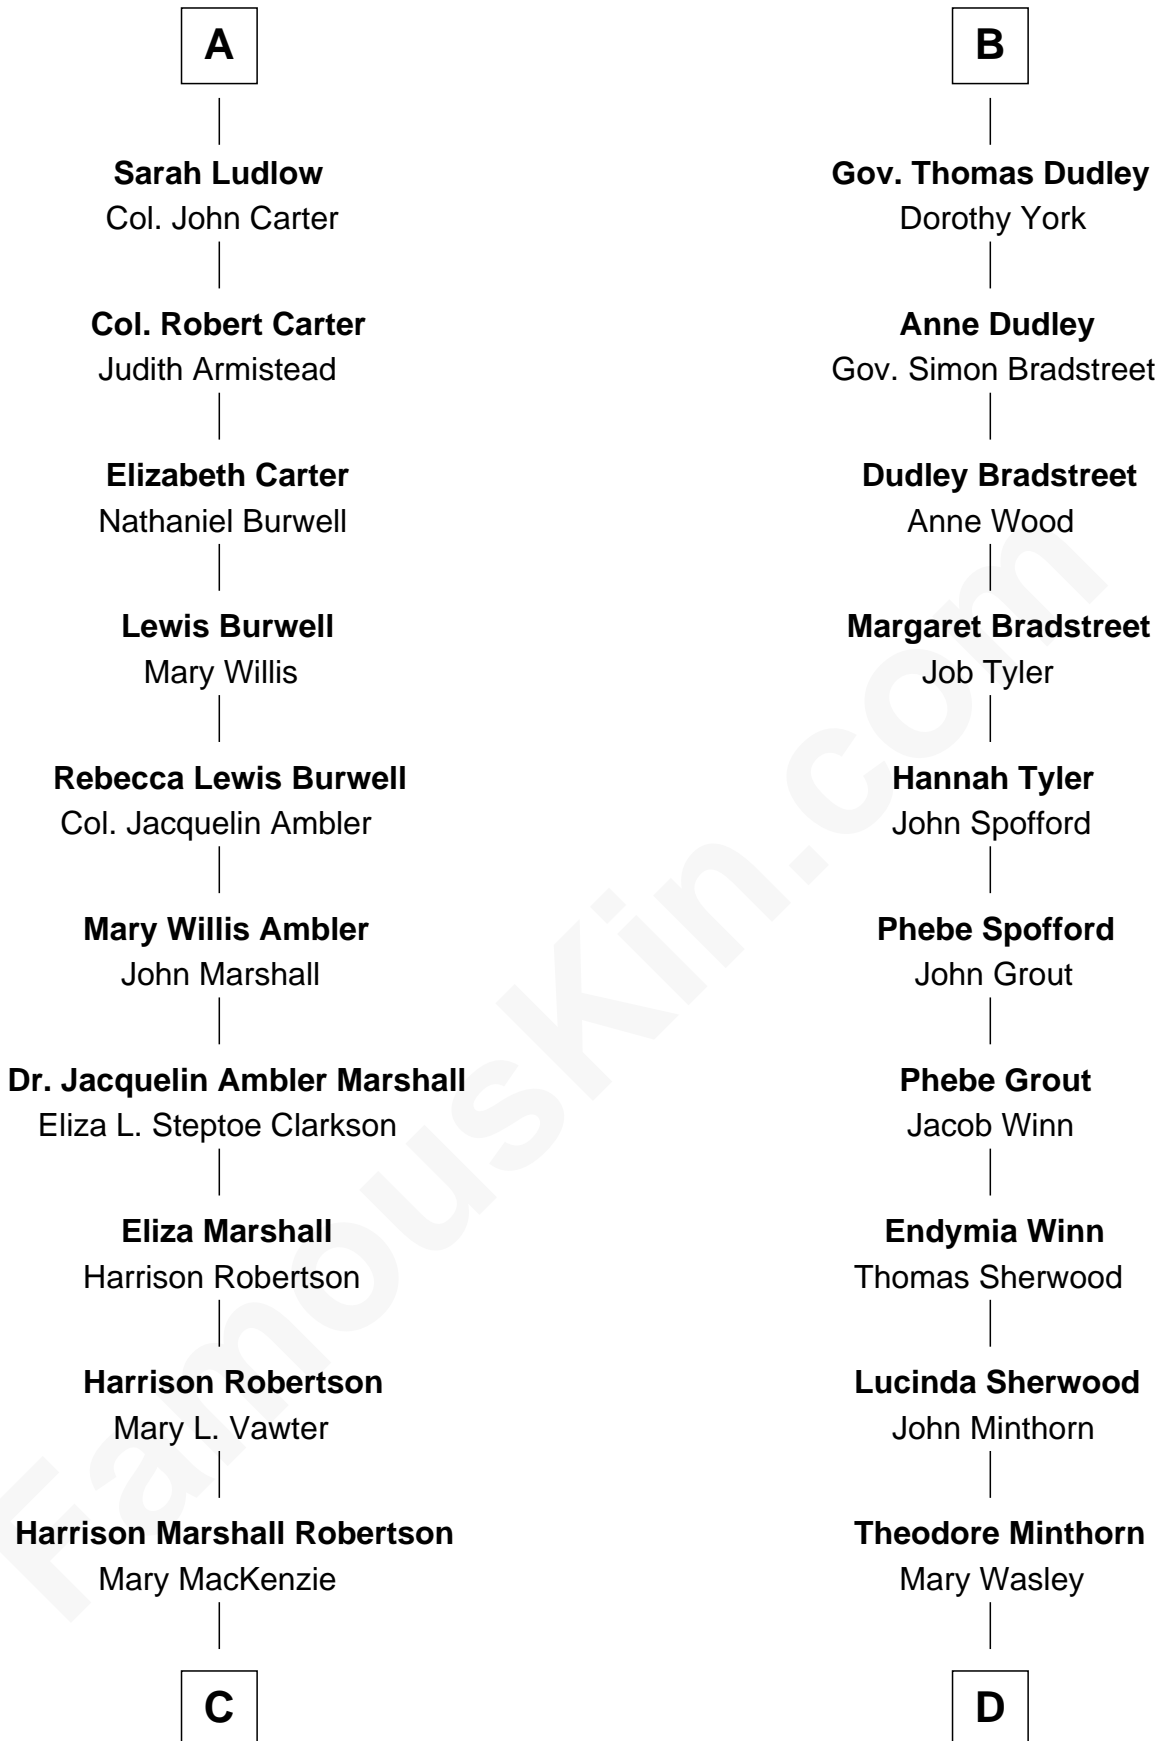 A
Sarah Ludlow
Col. John Carter
Col. Robert Carter
Judith Armistead
Elizabeth Carter
Nathaniel Burwell
Lewis Burwell
Mary Willis
Rebecca Lewis Burwell
Col. Jacquelin Ambler
Mary Willis Ambler
John Marshall
Dr. Jacquelin Ambler Marshall
Eliza L. Steptoe Clarkson
Eliza Marshall
Harrison Robertson
Harrison Robertson
Mary L. Vawter
Harrison Marshall Robertson
Mary MacKenzie
C
B
Gov. Thomas Dudley
Dorothy York
Anne Dudley
Gov. Simon Bradstreet
Dudley Bradstreet
Anne Wood
Margaret Bradstreet
Job Tyler
Hannah Tyler
John Spofford
Phebe Spofford
John Grout
Phebe Grout
Jacob Winn
Endymia Winn
Thomas Sherwood
Lucinda Sherwood
John Minthorn
Theodore Minthorn
Mary Wasley
D
FamousKin.com